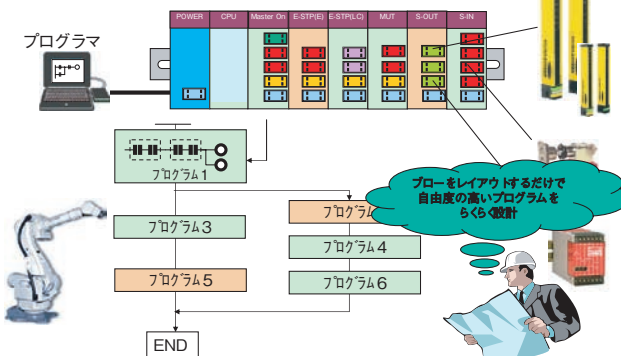 POWER CPU Master On E-STP(E) E-STP(LC) MUT S-OUT S-IN
プログラマ
プログラム1
プログラム
プログラム3
プログラム4
プログラム5
プログラム6
END
フローをレイアウトするだけで
自由度の高いプログラムを
らくらく設計